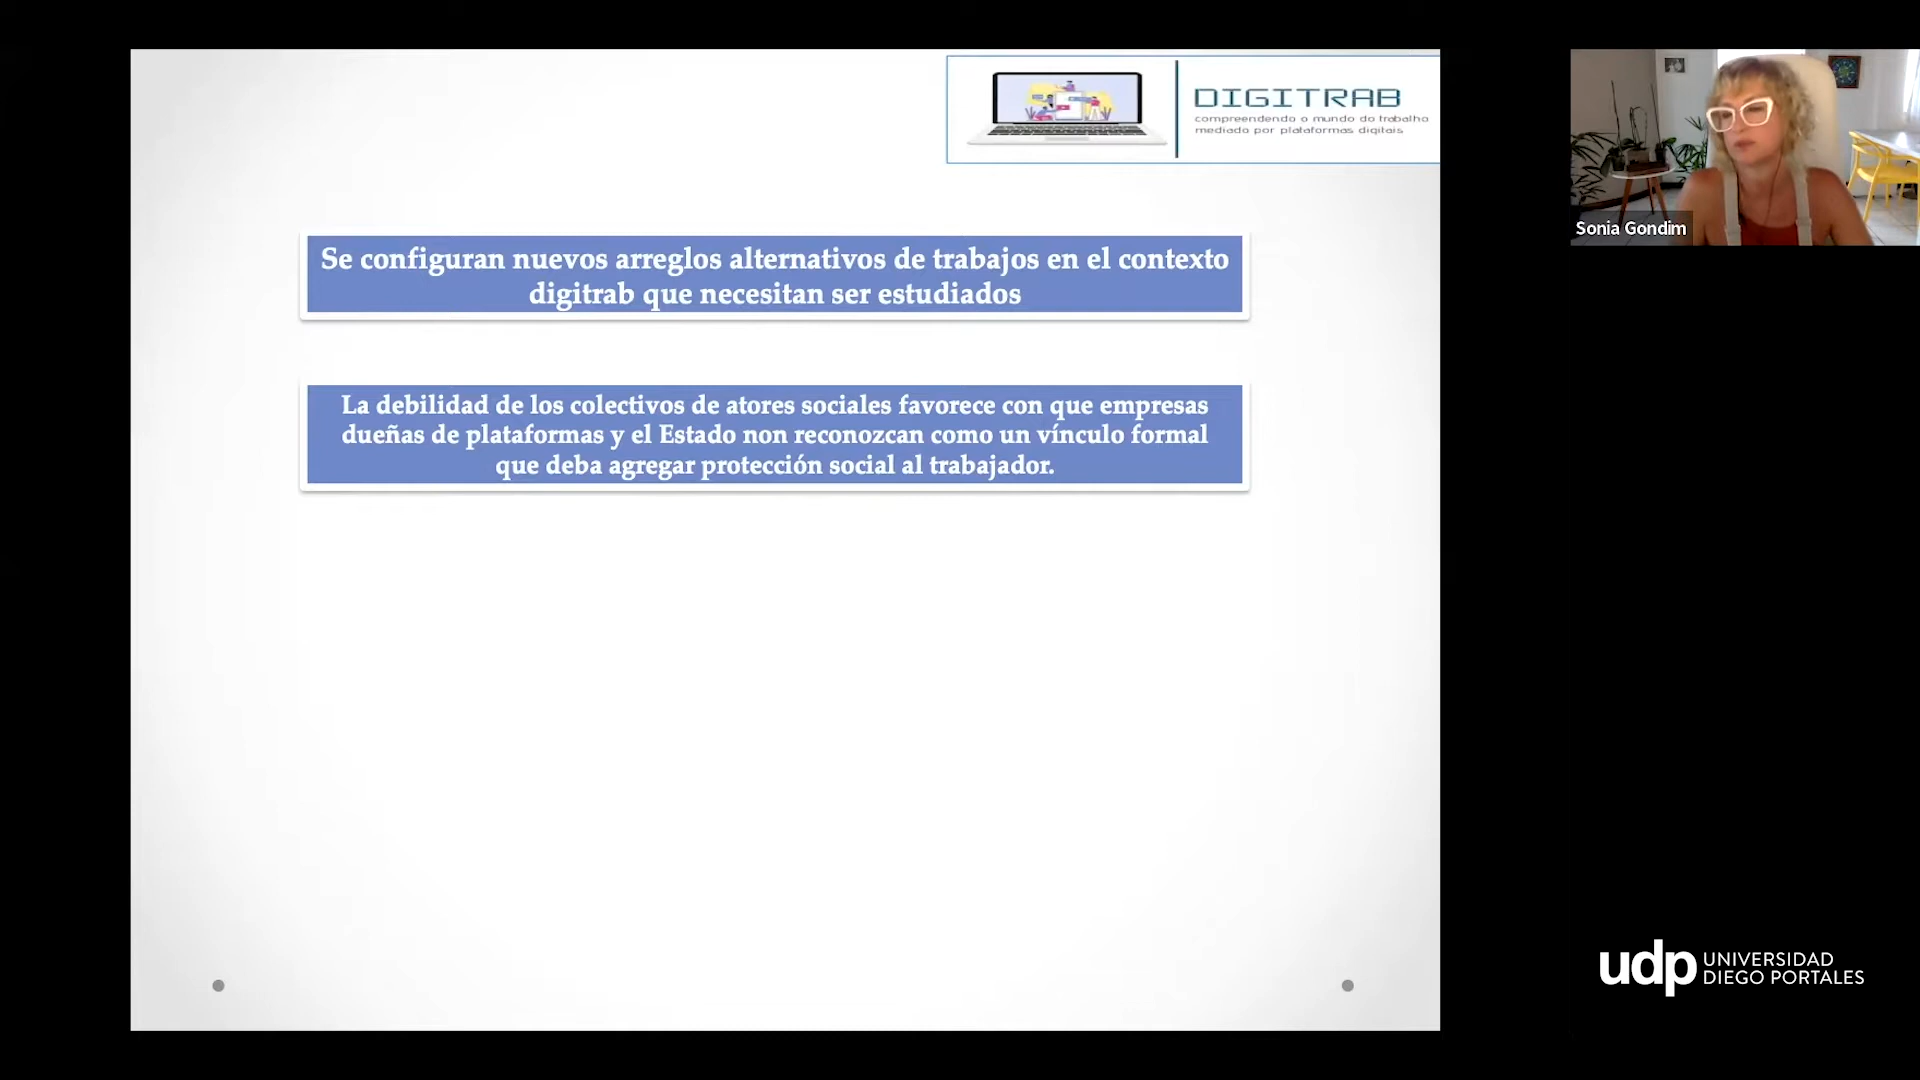 DIGITRAB
compreendendo o mundo do trabalho
mediado por plataformas digitais
Se configuran nuevos arreglos alternativos de trabajos en el contexto
digitrab que necesitan ser estudiados
La debilidad de los colectivos de atores sociales favorece con que empresas
dueñas de plataformas y el Estado non reconozcan como un vínculo formal
que deba agregar protección social al trabajador.
Sonia Gondim
udp UNIVERSIDAD
DIEGO PORTALES